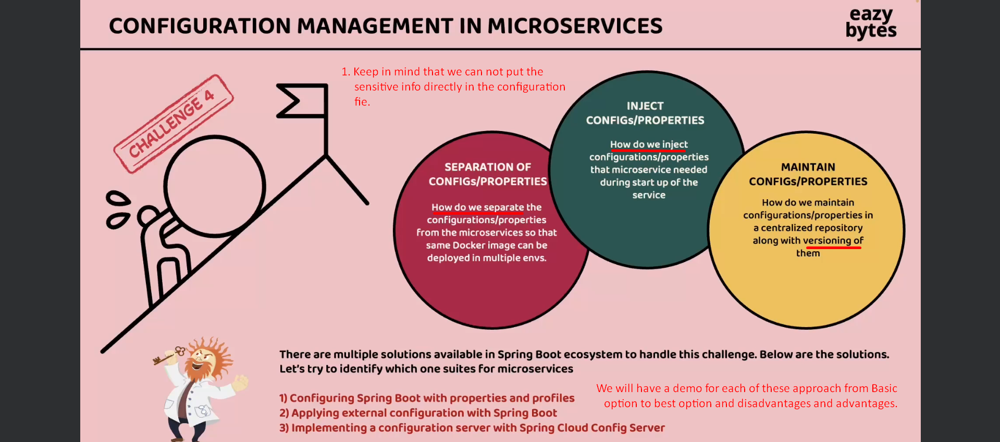 CONFIGURATION MANAGEMENT IN MICROSERVICES
eazy
bytes
CHALLENGE 4
1. Keep in mind that we can not put the
sensitive info directly in the configuration
fie.
SEPARATION OF
CONFIGs/PROPERTIES
How do we separate the
configurations/properties
from the microservices so that
same Docker image can be
deployed in multiple envs.
INJECT
CONFIGs/PROPERTIES
How do we inject
configurations/properties
that microservice needed
during start up of the
service
MAINTAIN
CONFIGs/PROPERTIES
How do we maintain
configurations/properties in
a centralized repository
along with versioning of
them
There are multiple solutions available in Spring Boot ecosystem to handle this challenge. Below are the solutions.
Let's try to identify which one suites for microservices
1) Configuring Spring Boot with properties and profiles
2) Applying external configuration with Spring Boot
3) Implementing a configuration server with Spring Cloud Config Server
We will have a demo for each of these approach from Basic
option to best option and disadvantages and advantages.